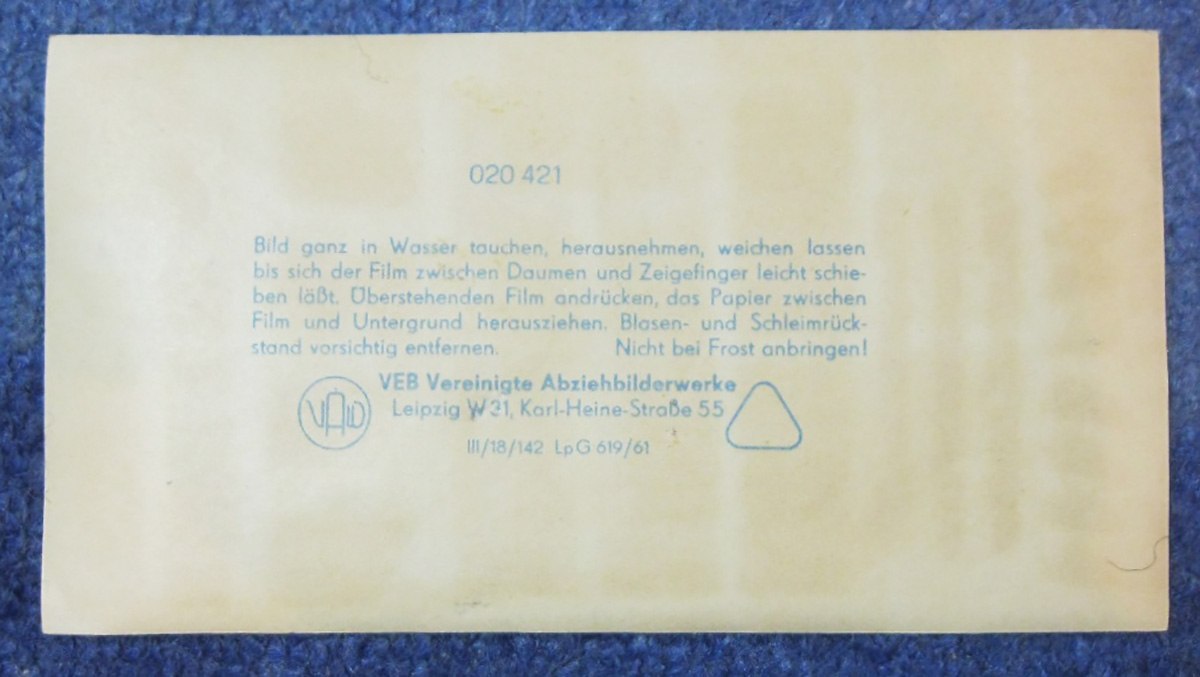 020 421
Bild ganz in Wasser tauchen, herausnehmen, weichen lassen
bis sich der Film zwischen Daumen und Zeigefinger leicht schie-
ben läßt. Überstehenden Film andrücken, das Papier zwischen
Film und Untergrund herausziehen. Blasen- und Schleimrück-
stand vorsichtig entfernen. Nicht bei Frost anbringen!
VEB Vereinigte Abziehbilderwerke
Leipzig W 31, Karl-Heine-Straße 55
VAW
III/18/142 LpG 619/61